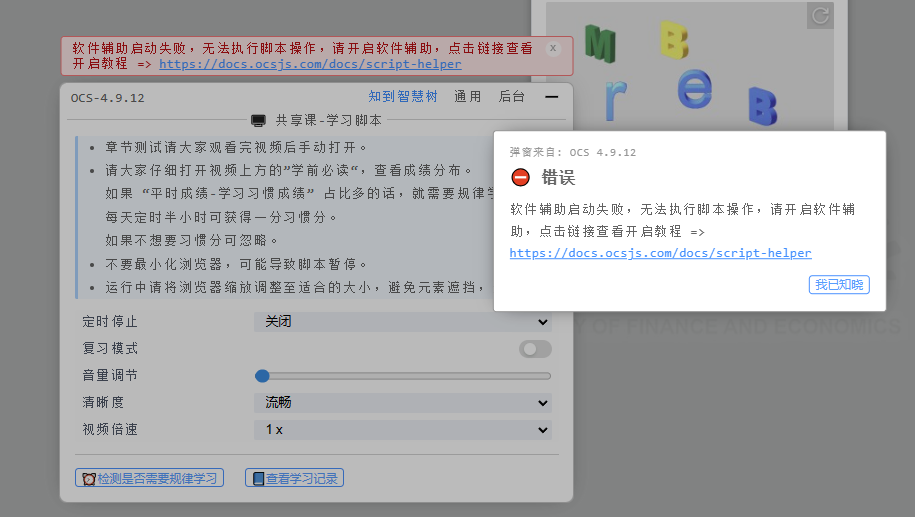 软件辅助启动失败，无法执行脚本操作，请开启软件辅助，点击链接查看
开启教程 => https://docs.ocsjs.com/docs/script-helper
x
OCS-4.9.12
知到智慧树 通用 后台
共享课-学习脚本
• 章节测试请大家观看完视频后手动打开。
• 请大家仔细打开视频上方的”学前必读“，查看成绩分布。
如果 “平时成绩-学习习惯成绩” 占比多的话，就需要规律学
每天定时半小时可获得一分习惯分。
如果不想要习惯分可忽略。
• 不要最小化浏览器，可能导致脚本暂停。
• 运行中请将浏览器缩放调整至适合的大小，避免元素遮挡，
定时停止 关闭
复习模式
音量调节
清晰度 流畅
视频倍速 1 x
检测是否需要规律学习 查看学习记录
M B
r e B
弹窗来自: OCS 4.9.12
错误
软件辅助启动失败，无法执行脚本操作，请开启软件辅
助，点击链接查看开启教程 =>
https://docs.ocsjs.com/docs/script-helper
我已知晓
Y OF FINANCE AND ECONOMICS